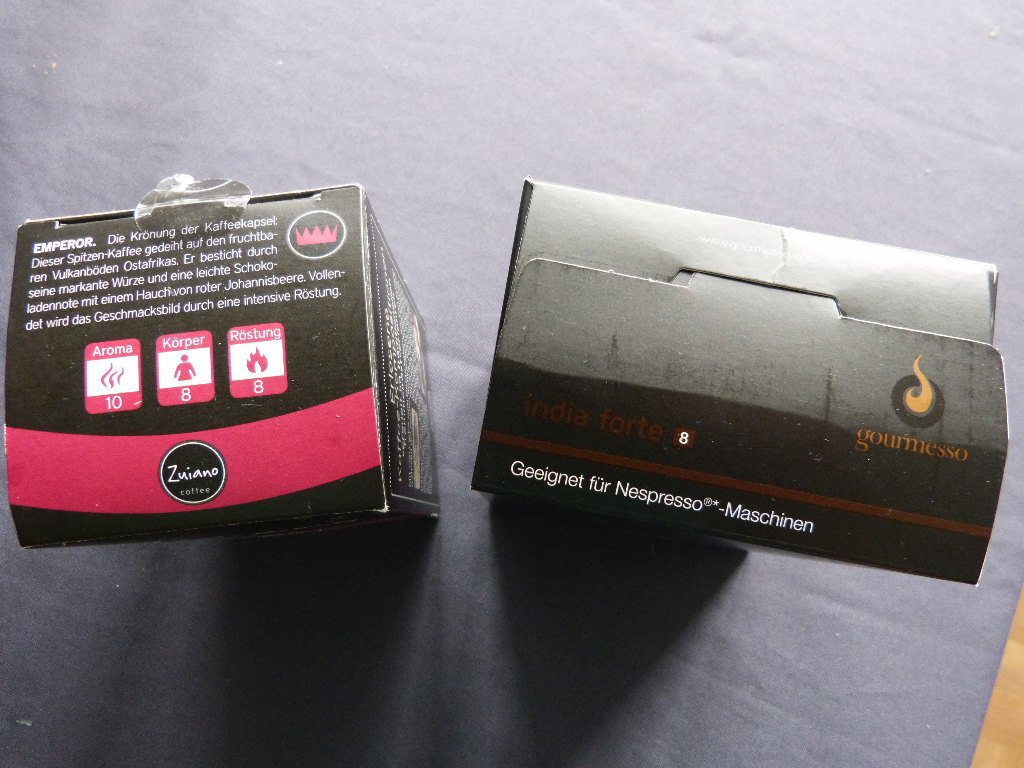 EMPEROR. Die Krönung der Kaffeekapsel:
Dieser Spitzen-Kaffee gedeiht auf den fruchtba-
ren Vulkanböden Ostafrikas. Er besticht durch
seine markante Würze und eine leichte Schoko-
ladennote mit einem Hauch von roter Johannisbeere. Vollen-
det wird das Geschmacksbild durch eine intensive Röstung.
Aroma
10
Körper
8
Röstung
8
Zuiano
coffee
india forte 8
gourmesso
Geeignet für Nespresso®*-Maschinen